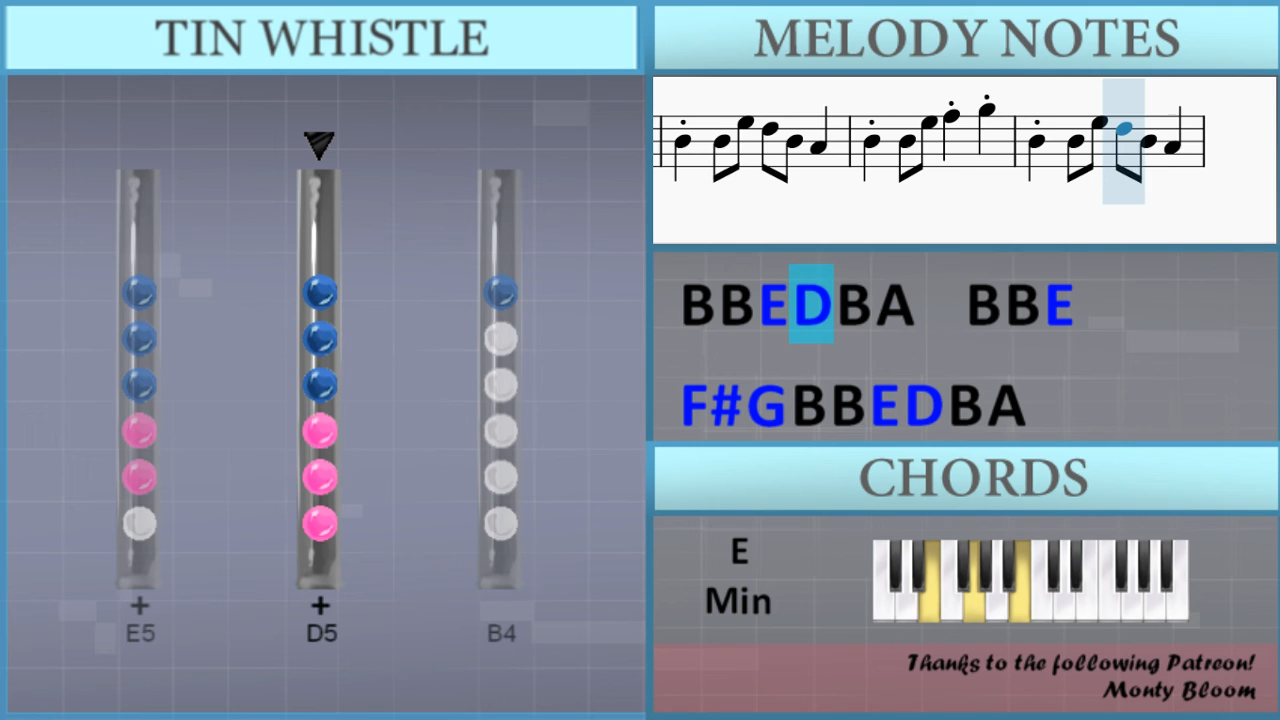 TIN WHISTLE
+
E5
+
D5
B4
MELODY NOTES
BBEDBA BBE
F#GBBEDBA
CHORDS
E
Min
Thanks to the following Patreon!
Monty Bloom